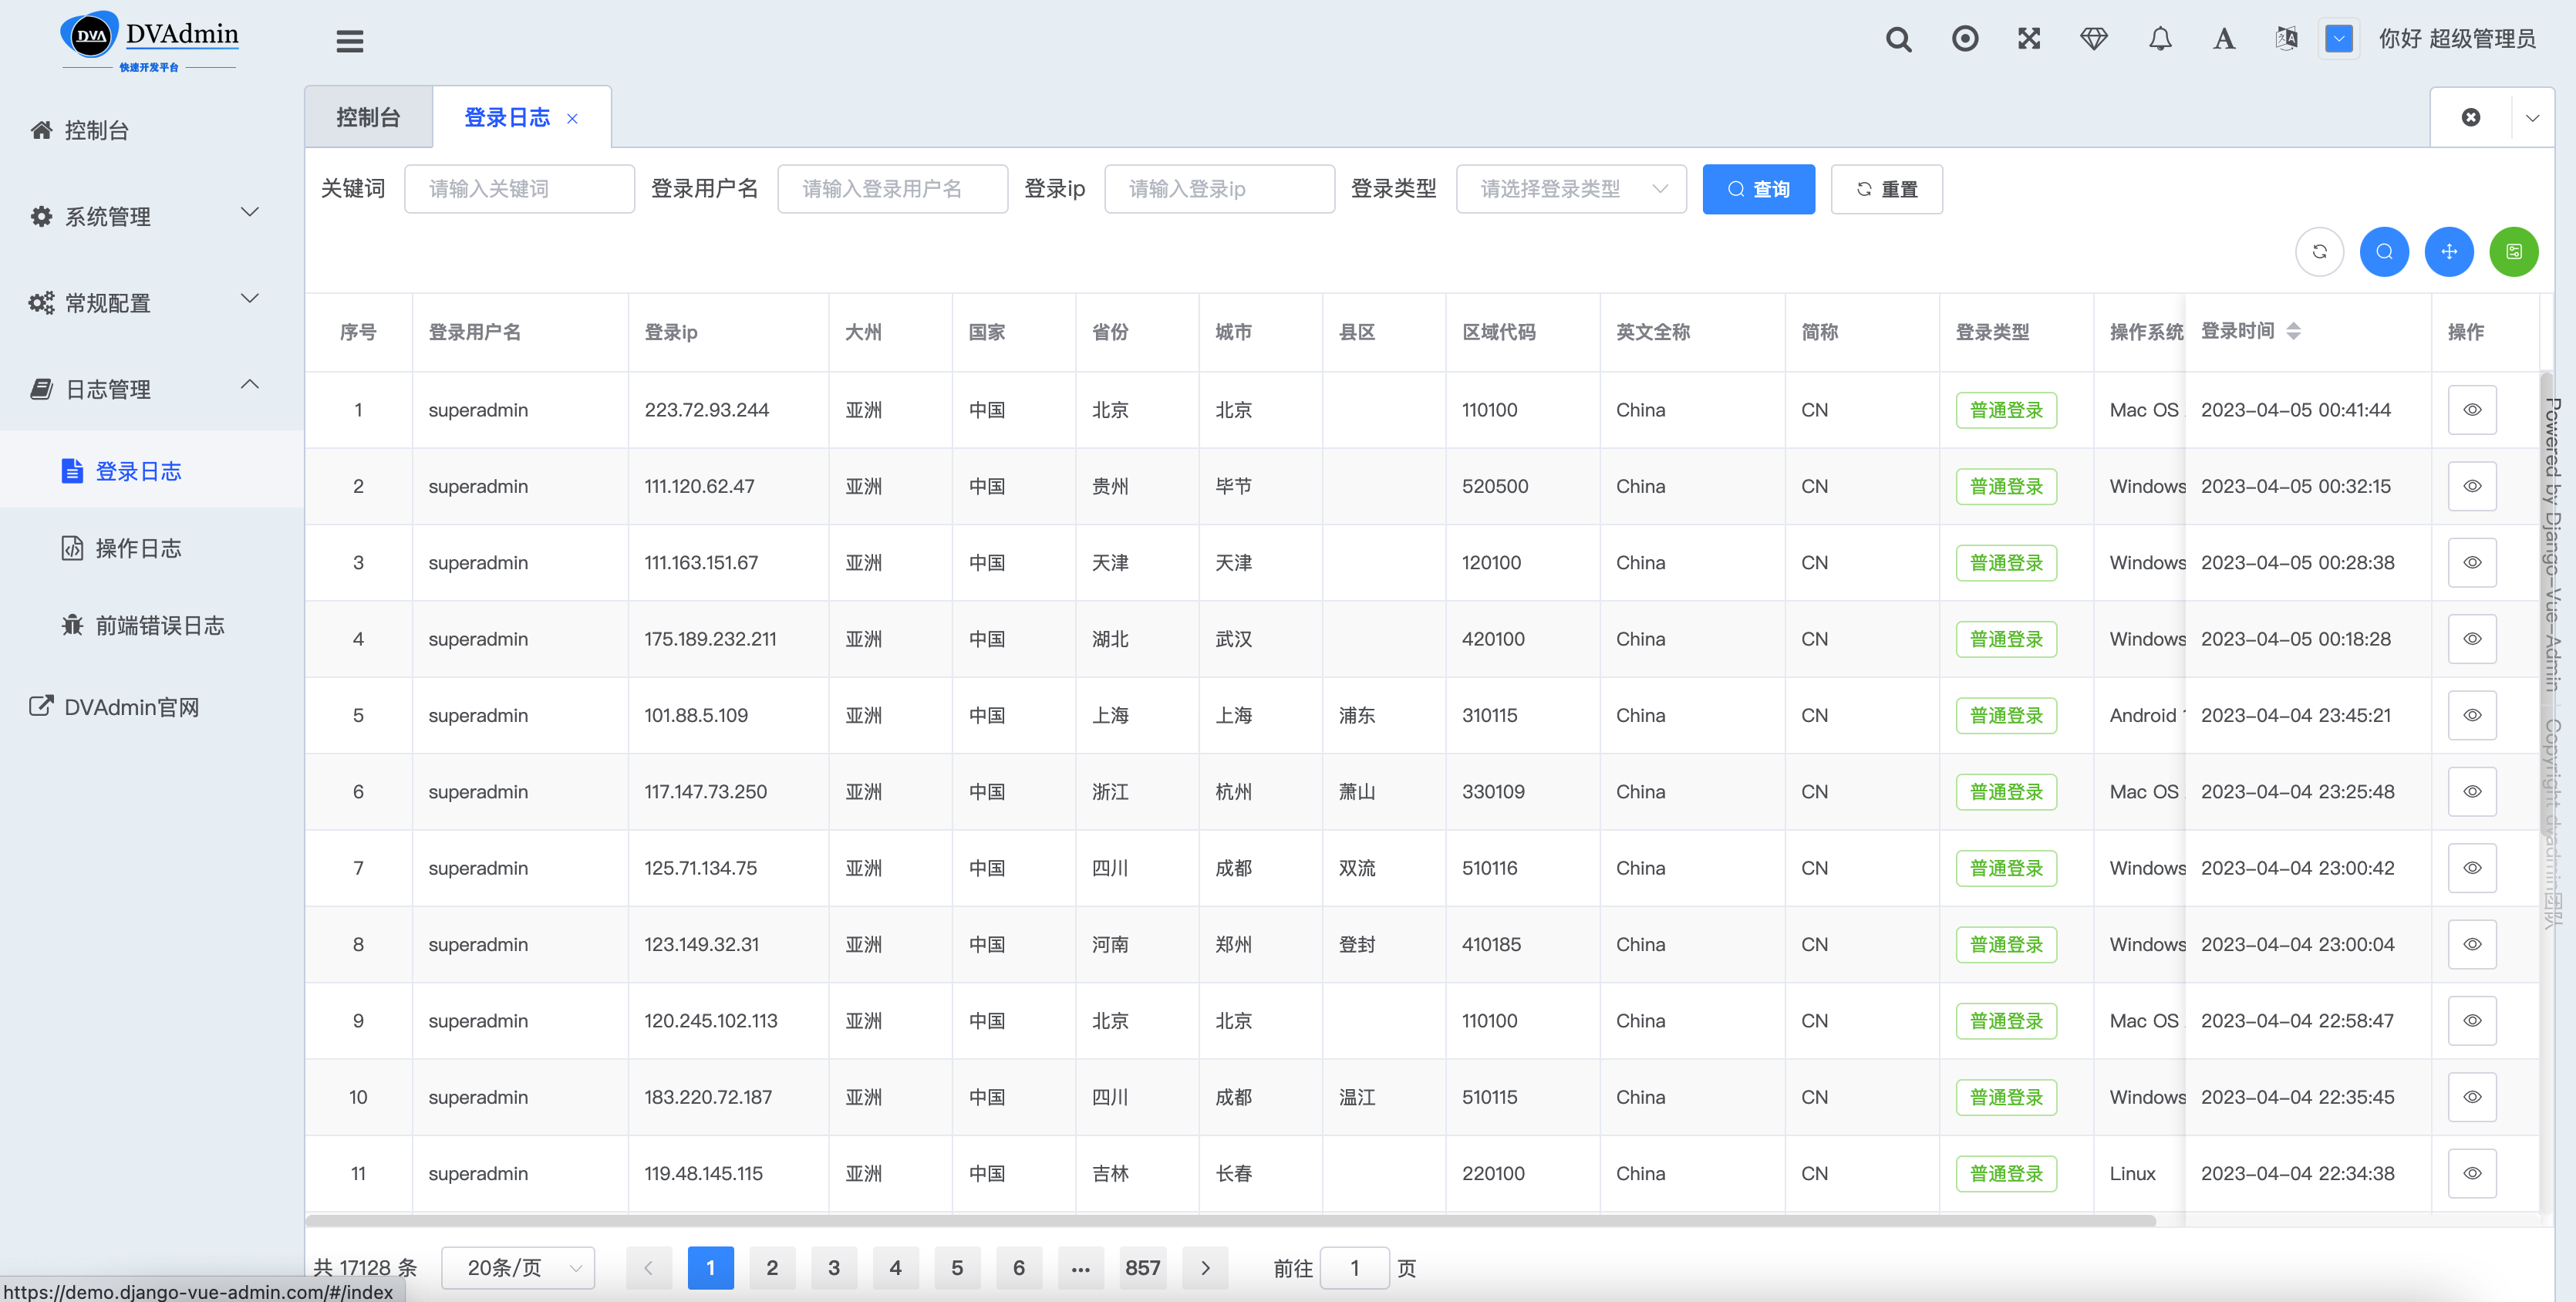 DVA DVAdmin
快速开发平台
你好 超级管理员
控制台
系统管理
常规配置
日志管理
登录日志
操作日志
前端错误日志
DVAdmin官网
控制台 登录日志
关键词 请输入关键词 登录用户名 请输入登录用户名 登录ip 请输入登录ip 登录类型 请选择登录类型 查询 重置
序号 登录用户名 登录ip 大州 国家 省份 城市 县区 区域代码 英文全称 简称 登录类型 操作系统 登录时间 操作
1 superadmin 223.72.93.244 亚洲 中国 北京 北京 110100 China CN 普通登录 Mac OS 2023-04-05 00:41:44
2 superadmin 111.120.62.47 亚洲 中国 贵州 毕节 520500 China CN 普通登录 Windows 2023-04-05 00:32:15
3 superadmin 111.163.151.67 亚洲 中国 天津 天津 120100 China CN 普通登录 Windows 2023-04-05 00:28:38
4 superadmin 175.189.232.211 亚洲 中国 湖北 武汉 420100 China CN 普通登录 Windows 2023-04-05 00:18:28
5 superadmin 101.88.5.109 亚洲 中国 上海 上海 浦东 310115 China CN 普通登录 Android 2023-04-04 23:45:21
6 superadmin 117.147.73.250 亚洲 中国 浙江 杭州 萧山 330109 China CN 普通登录 Mac OS 2023-04-04 23:25:48
7 superadmin 125.71.134.75 亚洲 中国 四川 成都 双流 510116 China CN 普通登录 Windows 2023-04-04 23:00:42
8 superadmin 123.149.32.31 亚洲 中国 河南 郑州 登封 410185 China CN 普通登录 Windows 2023-04-04 23:00:04
9 superadmin 120.245.102.113 亚洲 中国 北京 北京 110100 China CN 普通登录 Mac OS 2023-04-04 22:58:47
10 superadmin 183.220.72.187 亚洲 中国 四川 成都 温江 510115 China CN 普通登录 Windows 2023-04-04 22:35:45
11 superadmin 119.48.145.115 亚洲 中国 吉林 长春 220100 China CN 普通登录 Linux 2023-04-04 22:34:38
共 17128 条 20条/页 1 2 3 4 5 6 ... 857 前往 1 页
https://demo.django-vue-admin.com/#/index
Powered by Django-Vue-Admin Copyright dvadmin团队